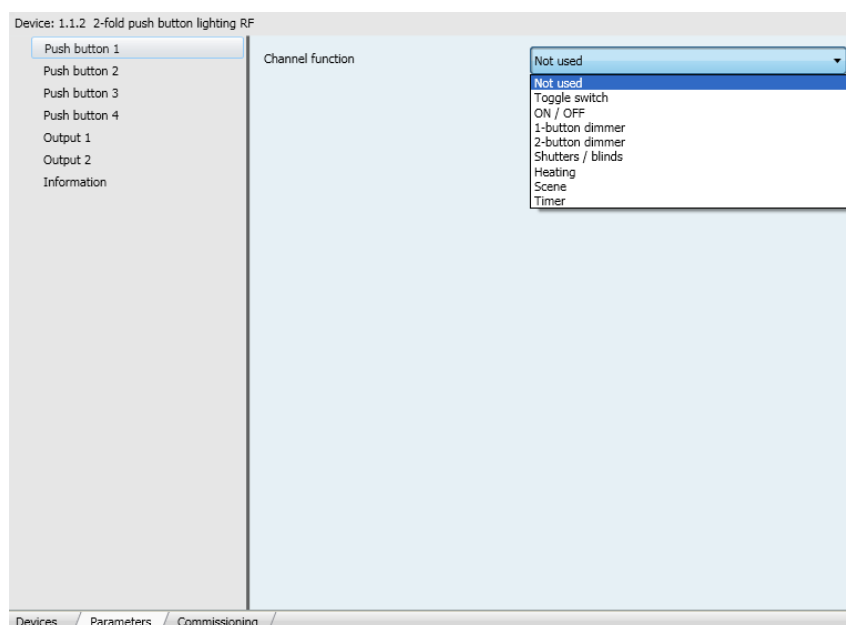 Device: 1.1.2 2-fold push button lighting RF
Push button 1
Push button 2
Push button 3
Push button 4
Output 1
Output 2
Information
Channel function
Not used
Not used
Toggle switch
ON / OFF
1-button dimmer
2-button dimmer
Shutters / blinds
Heating
Scene
Timer
Devices
Parameters
Commissioning